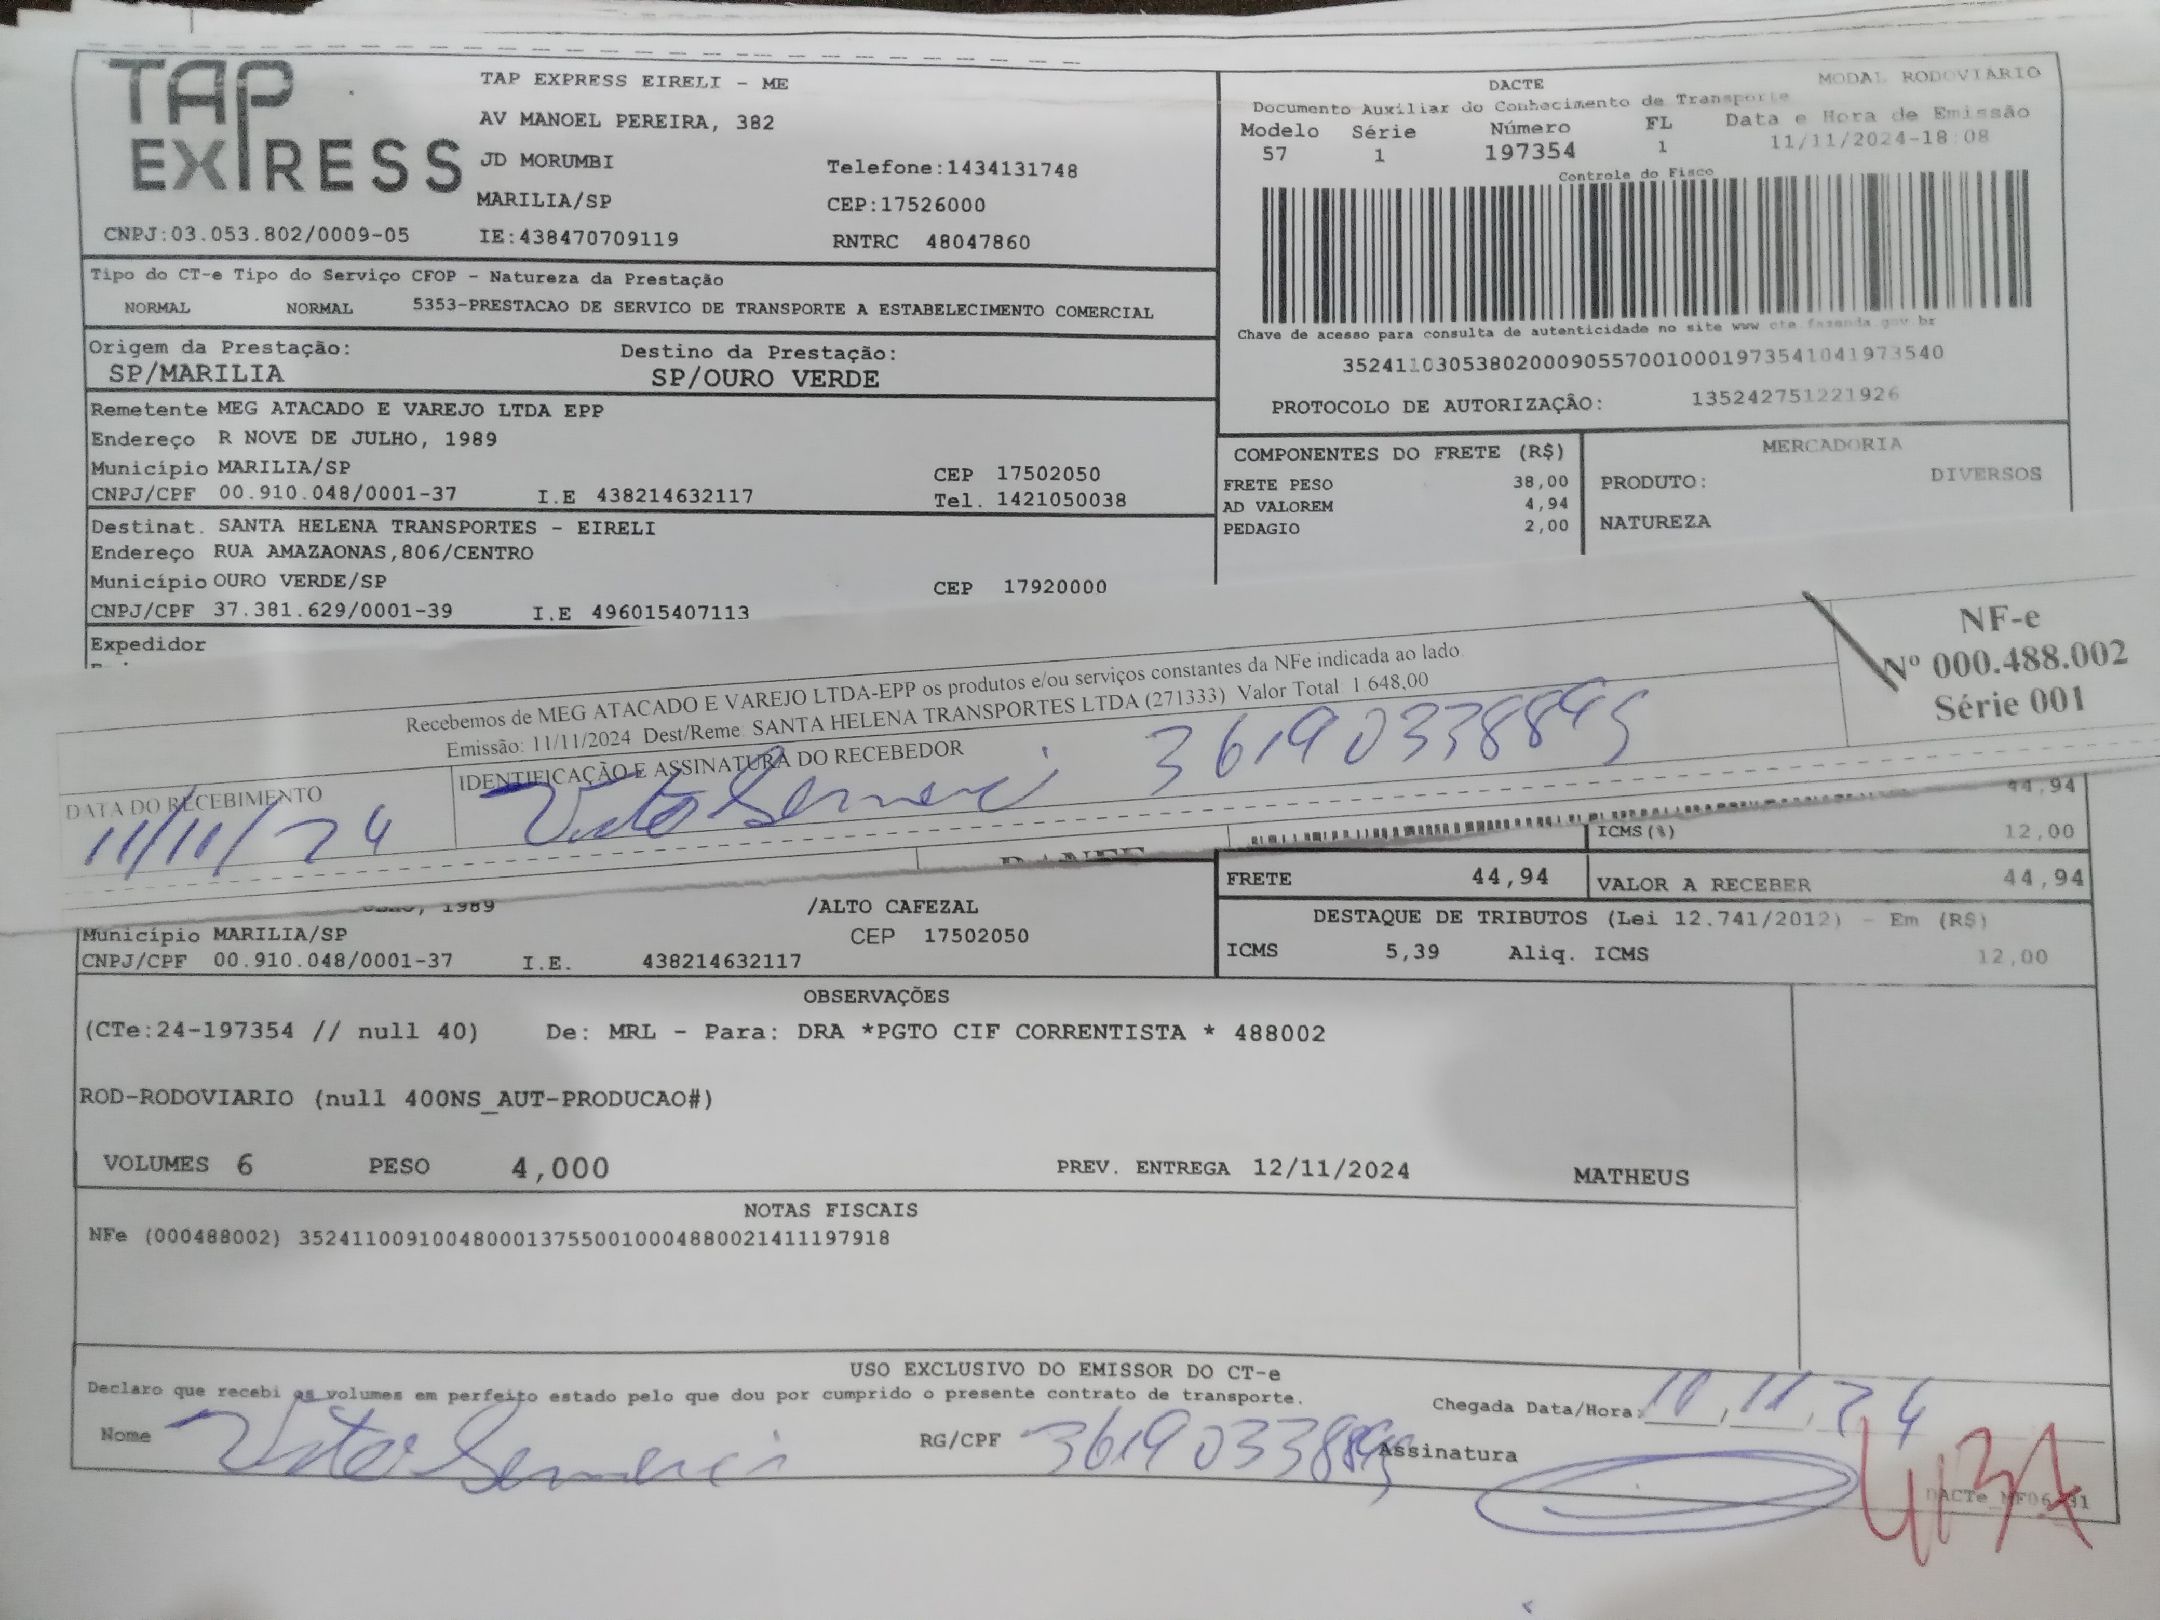 TAP EXPRESS
TAP EXPRESS EIRELI - ME
AV MANOEL PEREIRA, 382
JD MORUMBI
Telefone:1434131748
MARILIA/SP
CEP:17526000
CNPJ:03.053.802/0009-05
IE:438470709119
RNTRC 48047860
DACTE
MODAL RODOVIÁRIO
Documento Auxiliar do Conhecimento de Transporte
Modelo Série Número FL Data e Hora de Emissão
57 1 197354 1 11/11/2024-18:08
Controle do Fisco
Chave de acesso para consulta de autenticidade no site www.cte.fazenda.gov.br
35241103053802000905570010001973541041973540
PROTOCOLO DE AUTORIZAÇÃO: 135242751221926
Tipo do CT-e Tipo do Serviço CFOP - Natureza da Prestação
NORMAL NORMAL 5353-PRESTACAO DE SERVICO DE TRANSPORTE A ESTABELECIMENTO COMERCIAL
Origem da Prestação: Destino da Prestação:
SP/MARILIA SP/OURO VERDE
Remetente MEG ATACADO E VAREJO LTDA EPP
Endereço R NOVE DE JULHO, 1989
Município MARILIA/SP CEP 17502050
CNPJ/CPF 00.910.048/0001-37 I.E 438214632117 Tel. 1421050038
Destinat. SANTA HELENA TRANSPORTES - EIRELI
Endereço RUA AMAZAONAS,806/CENTRO
Município OURO VERDE/SP CEP 17920000
CNPJ/CPF 37.381.629/0001-39 I.E 496015407113
Expedidor
COMPONENTES DO FRETE (R$)
FRETE PESO 38,00
AD VALOREM 4,94
PEDAGIO 2,00
MERCADORIA
PRODUTO: DIVERSOS
NATUREZA
Recebemos de MEG ATACADO E VAREJO LTDA-EPP os produtos e/ou serviços constantes da NFe indicada ao lado
Emissão: 11/11/2024 Dest/Reme: SANTA HELENA TRANSPORTES LTDA (271333) Valor Total: 1.648,00
NF-e
Nº 000.488.002
Série 001
DATA DO RECEBIMENTO
11/11/24
IDENTIFICAÇÃO E ASSINATURA DO RECEBEDOR
44,94
ICMS(%) 12,00
FRETE 44,94 VALOR A RECEBER 44,94
DESTAQUE DE TRIBUTOS (Lei 12.741/2012) - Em (R$)
ICMS 5,39 Aliq. ICMS 12,00
1989 /ALTO CAFEZAL
Município MARILIA/SP CEP 17502050
CNPJ/CPF 00.910.048/0001-37 I.E. 438214632117
OBSERVAÇÕES
(CTe:24-197354 // null 40) De: MRL - Para: DRA *PGTO CIF CORRENTISTA * 488002
ROD-RODOVIARIO (null 400NS_AUT-PRODUCAO#)
VOLUMES 6 PESO 4,000 PREV. ENTREGA 12/11/2024 MATHEUS
NOTAS FISCAIS
NFe (000488002) 35241100910048000137550010004880021411197918
USO EXCLUSIVO DO EMISSOR DO CT-e
Declaro que recebi os volumes em perfeito estado pelo que dou por cumprido o presente contrato de transporte.
Chegada Data/Hora: 11,11,24
Nome
RG/CPF
Assinatura